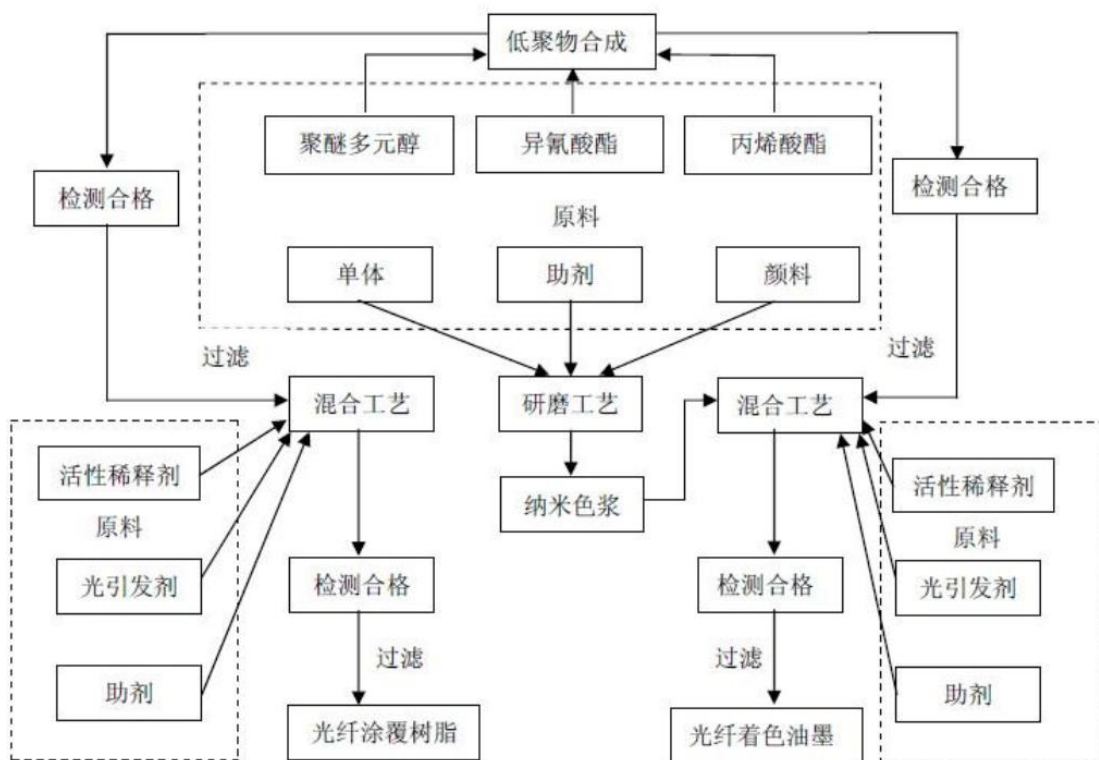 低聚物合成
聚醚多元醇
异氰酸酯
丙烯酸酯
检测合格
检测合格
原料
单体
助剂
颜料
过滤
过滤
混合工艺
研磨工艺
混合工艺
活性稀释剂
纳米色浆
活性稀释剂
原料
原料
光引发剂
检测合格
检测合格
光引发剂
过滤
过滤
助剂
助剂
光纤涂覆树脂
光纤着色油墨